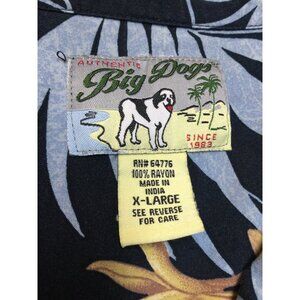 AUTHENTIC
Big Dogs
SINCE
1983
RN# 64776
100% RAYON
MADE IN
INDIA
X-LARGE
SEE REVERSE
FOR CARE